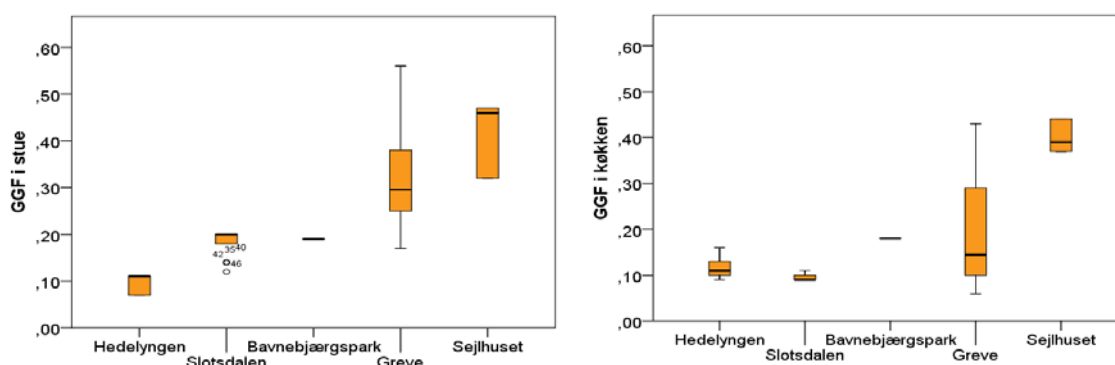 GGF i stue
,60
,50
,40
,30
,20
,10
,00
42 35 40
46
Hedelyngen
Slotsdalen
Bavnebjærgspark
Greve
Sejlhuset
GGF i køkken
,60
,50
,40
,30
,20
,10
,00
Hedelyngen
Slotsdalen
Bavnebjærgspark
Greve
Sejlhuset